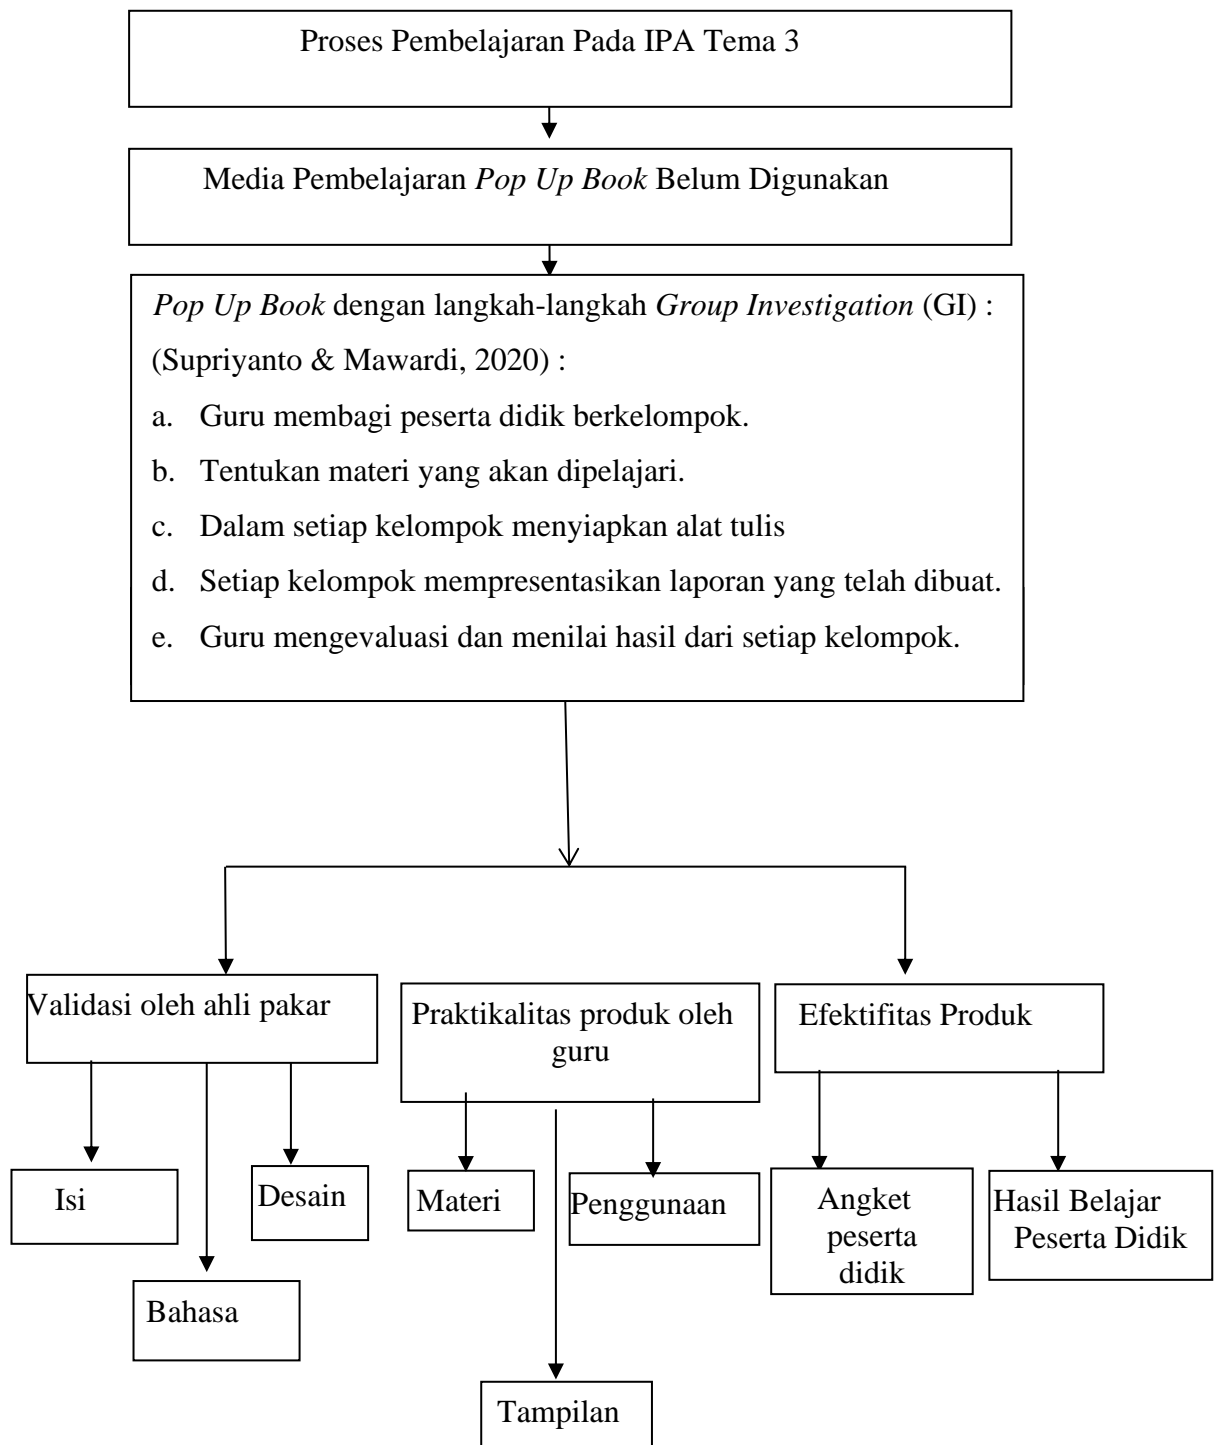 Proses Pembelajaran Pada IPA Tema 3
Media Pembelajaran Pop Up Book Belum Digunakan
Pop Up Book dengan langkah-langkah Group Investigation (GI) :
(Supriyanto & Mawardi, 2020) :
a. Guru membagi peserta didik berkelompok.
b. Tentukan materi yang akan dipelajari.
c. Dalam setiap kelompok menyiapkan alat tulis
d. Setiap kelompok mempresentasikan laporan yang telah dibuat.
e. Guru mengevaluasi dan menilai hasil dari setiap kelompok.
Validasi oleh ahli pakar
Praktikalitas produk oleh
guru
Efektifitas Produk
Isi
Bahasa
Desain
Materi
Tampilan
Penggunaan
Angket
peserta
didik
Hasil Belajar
Peserta Didik